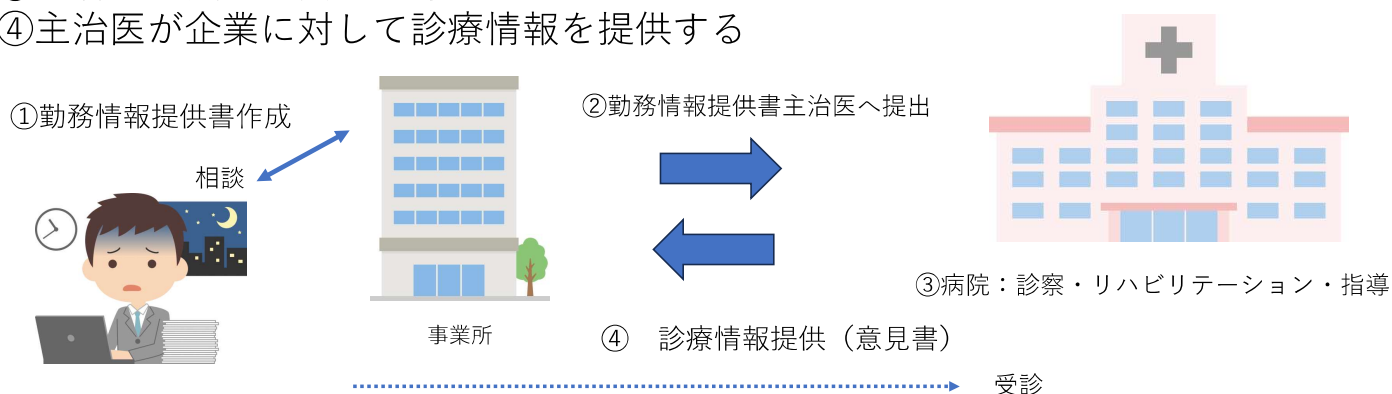 ④主治医が企業に対して診療情報を提供する
①勤務情報提供書作成
相談
②勤務情報提供書主治医へ提出
③病院：診察・リハビリテーション・指導
事業所
④　診療情報提供（意見書）
受診